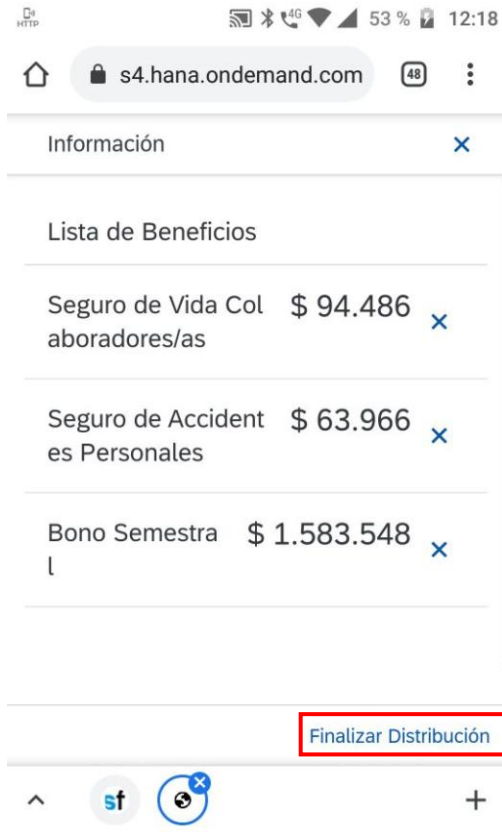 HTTP
4G
53 %
12:18
s4.hana.ondemand.com
48
Información
Lista de Beneficios
Seguro de Vida Col $ 94.486
aboradores/as
Seguro de Accident $ 63.966
es Personales
Bono Semestra $ 1.583.548
l
Finalizar Distribución
sf